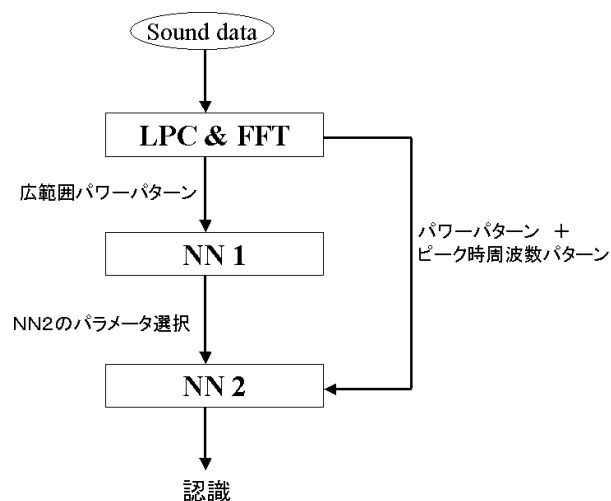 Sound data
LPC & FFT
広範囲パワーパターン
パワーパターン +
ピーク時周波数パターン
NN 1
NN2のパラメータ選択
NN 2
認識